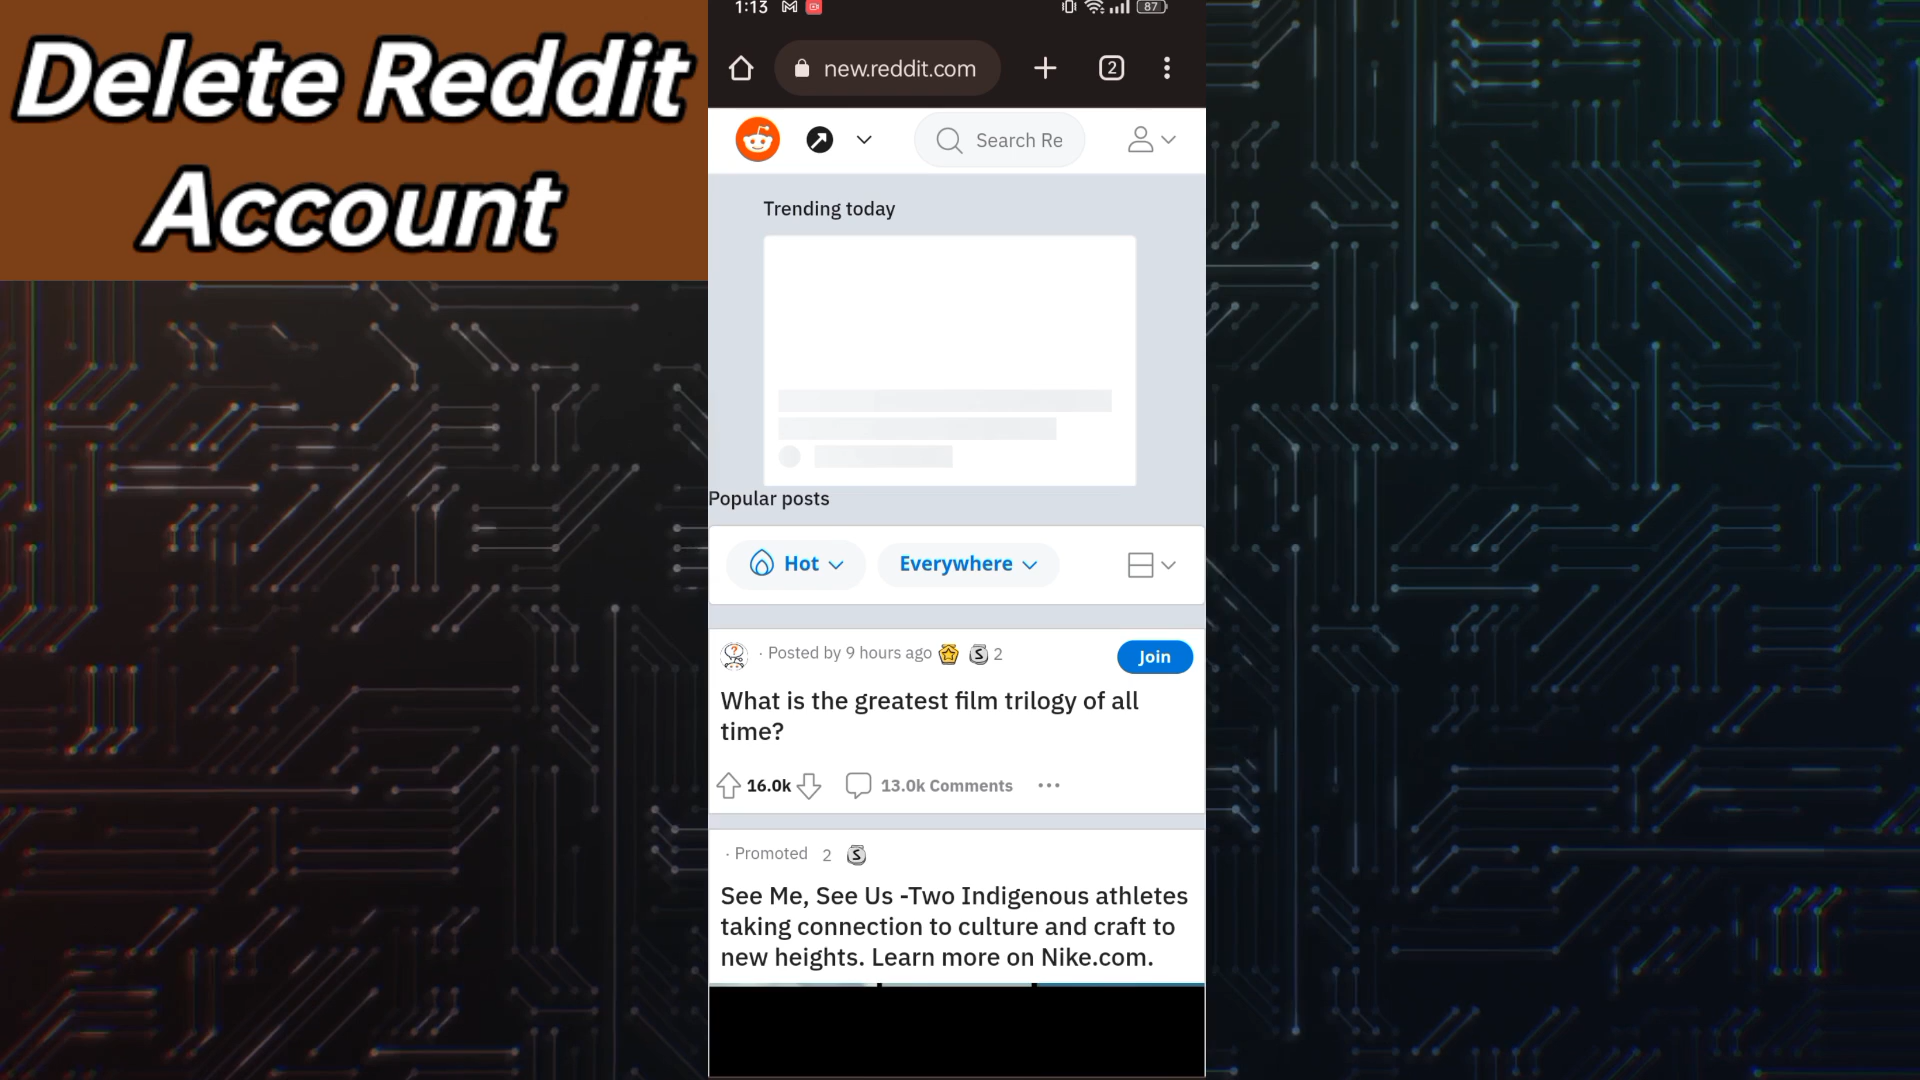 Delete Reddit
Account
1:13
87
new.reddit.com
2
Search Re
Trending today
Popular posts
Hot
Everywhere
· Posted by 9 hours ago 2
Join
What is the greatest film trilogy of all
time?
16.0k
13.0k Comments
· Promoted 2
See Me, See Us -Two Indigenous athletes
taking connection to culture and craft to
new heights. Learn more on Nike.com.